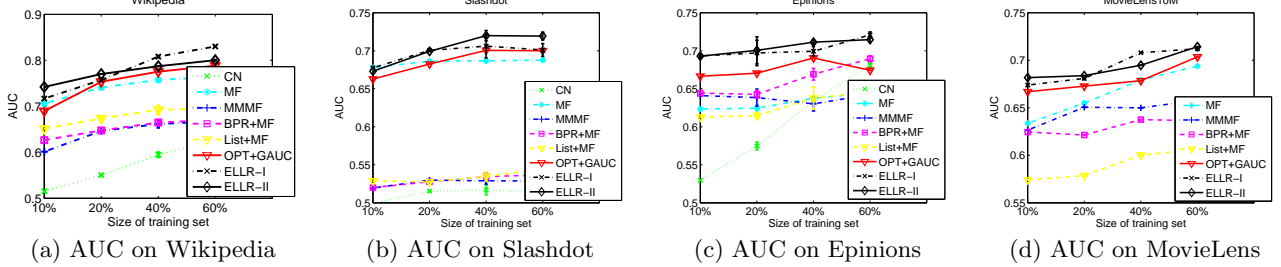 Wikipedia
0.9
0.8
0.7
0.6
0.5
AUC
10% 20% 40% 60%
Size of training set
CN
MF
MMMF
BPR+MF
List+MF
OPT+GAUC
ELLR-I
ELLR-II
(a) AUC on Wikipedia
Slashdot
0.75
0.7
0.65
0.6
0.55
0.5
AUC
10% 20% 40% 60%
Size of training set
CN
MF
MMMF
BPR+MF
List+MF
OPT+GAUC
ELLR-I
ELLR-II
(b) AUC on Slashdot
Epinions
0.75
0.7
0.65
0.6
0.55
0.5
AUC
10% 20% 40% 60%
Size of training set
CN
MF
MMMF
BPR+MF
List+MF
OPT+GAUC
ELLR-I
ELLR-II
(c) AUC on Epinions
MovieLens10M
0.75
0.7
0.65
0.6
0.55
AUC
10% 20% 40% 60%
Size of training set
MF
MMMF
BPR+MF
List+MF
OPT+GAUC
ELLR-I
ELLR-II
(d) AUC on MovieLens